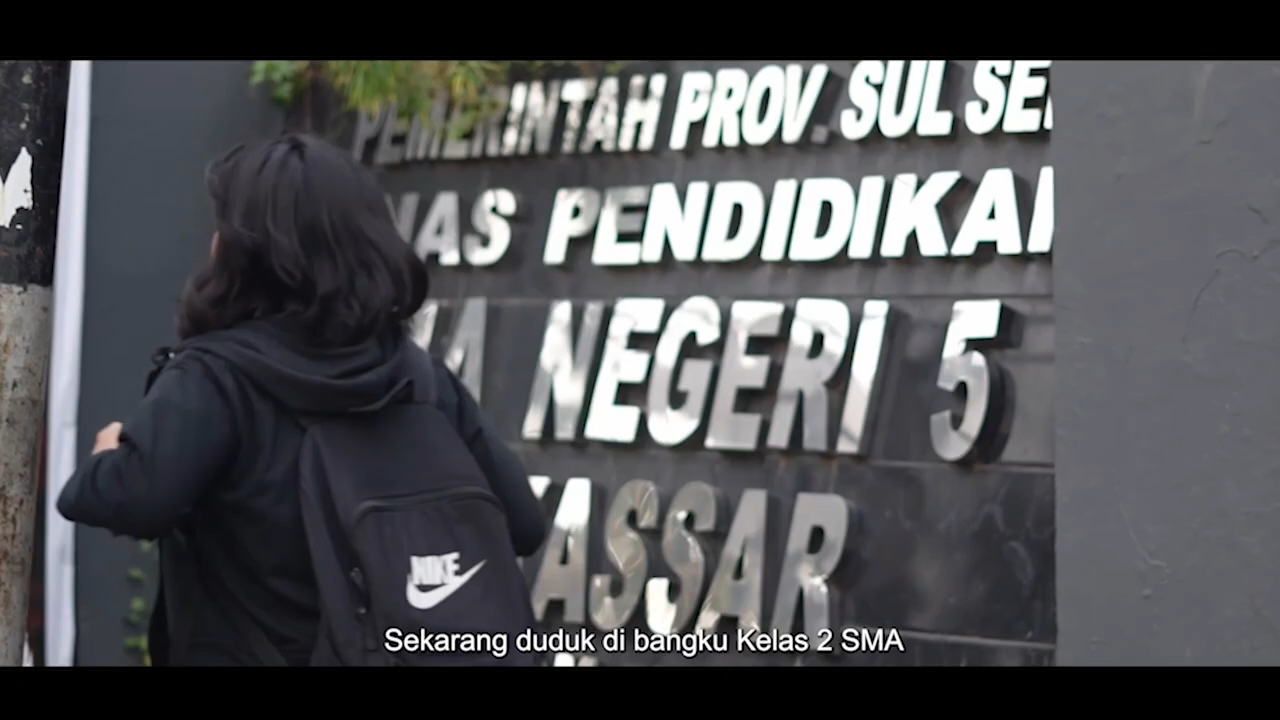 PEMERINTAH PROV. SUL SE
NAS PENDIDIKA
NEGERI 5
ASSAR
NIKE
Sekarang duduk di bangku Kelas 2 SMA